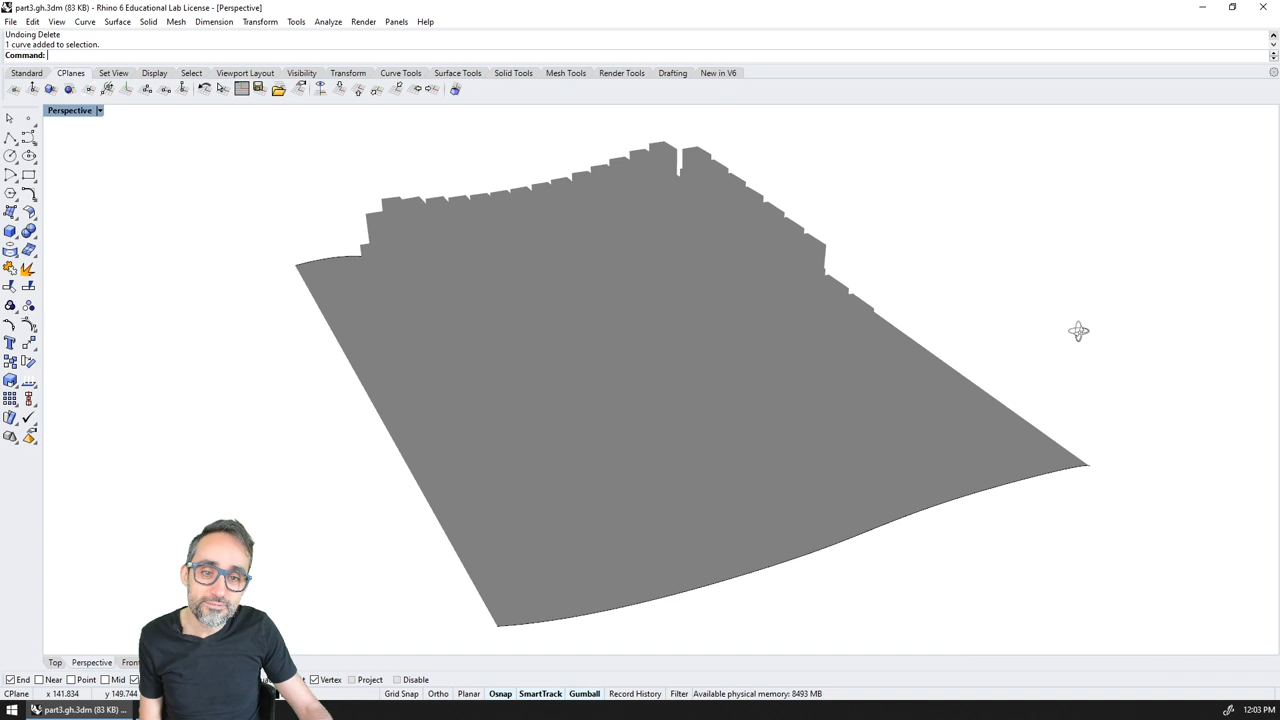 part3.gh.3dm (83 KB) - Rhino 6 Educational Lab License - [Perspective]
File Edit View Curve Surface Solid Mesh Dimension Transform Tools Analyze Render Panels Help
Undoing Delete
1 curve added to selection.
Command:
Standard CPlanes Set View Display Select Viewport Layout Visibility Transform Curve Tools Surface Tools Solid Tools Mesh Tools Render Tools Drafting New in V6
Perspective
Top Perspective Fron
End Near Point Mid Vertex Project Disable
CPlane x 141.834 y 149.744 Grid Snap Ortho Planar Osnap SmartTrack Gumball Record History Filter Available physical memory: 8493 MB
part3.gh.3dm (83 KB) ... 12:03 PM